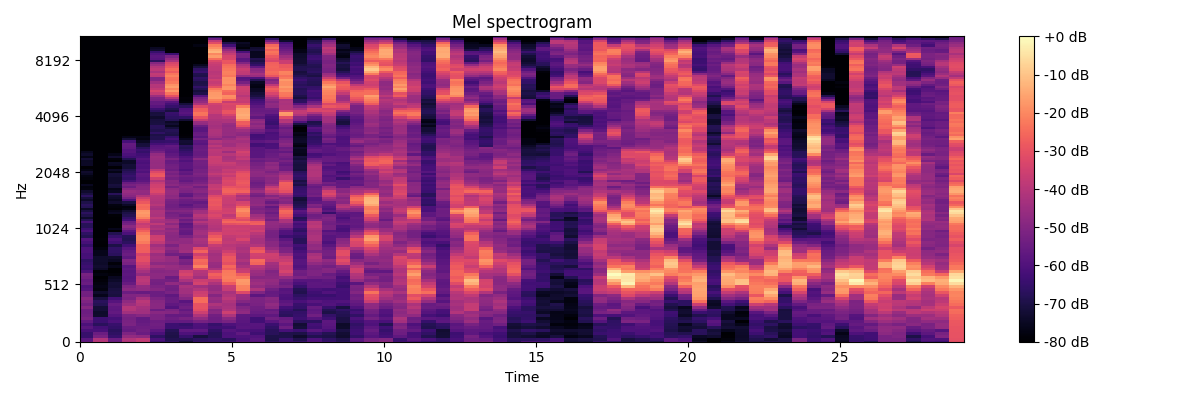 Mel spectrogram
8192
4096
2048
1024
512
0
Hz
0 5 10 15 20 25
Time
+0 dB
-10 dB
-20 dB
-30 dB
-40 dB
-50 dB
-60 dB
-70 dB
-80 dB